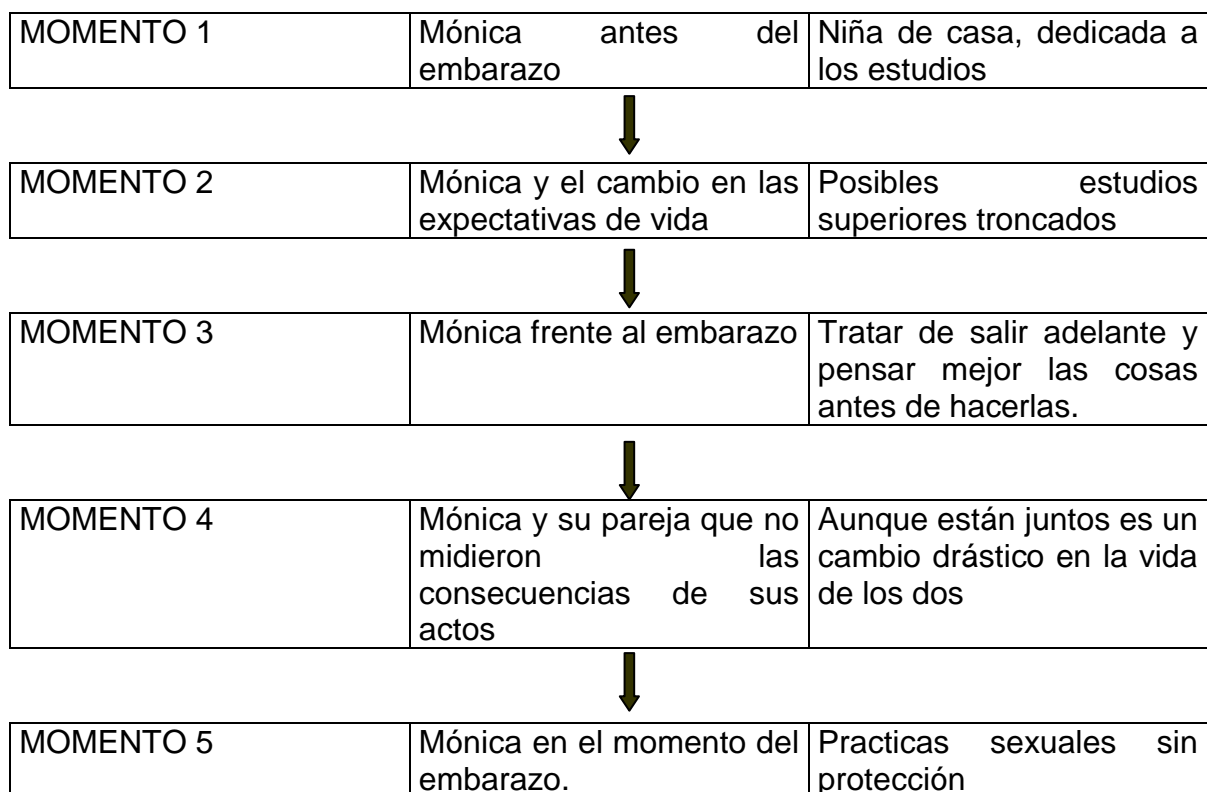 MOMENTO 1
Mónica antes del
embarazo
Niña de casa, dedicada a
los estudios
MOMENTO 2
Mónica y el cambio en las
expectativas de vida
Posibles estudios
superiores troncados
MOMENTO 3
Mónica frente al embarazo
Tratar de salir adelante y
pensar mejor las cosas
antes de hacerlas.
MOMENTO 4
Mónica y su pareja que no
midieron las
consecuencias de sus
actos
Aunque están juntos es un
cambio drástico en la vida
de los dos
MOMENTO 5
Mónica en el momento del
embarazo.
Practicas sexuales sin
protección